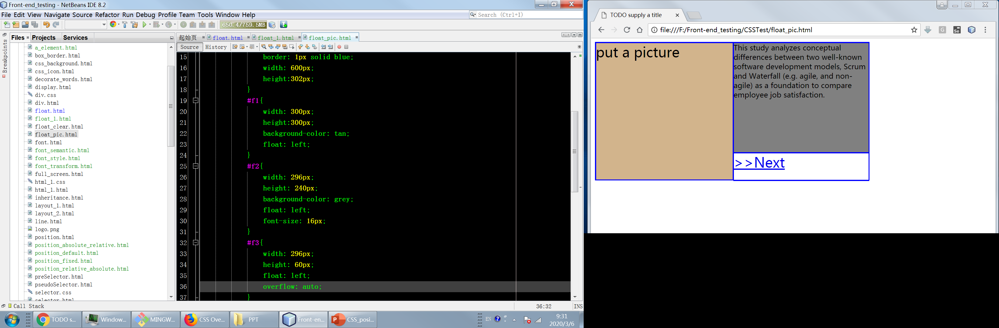 Front-end_testing - NetBeans IDE 8.2
File Edit View Navigate Source Refactor Run Debug Profile Team Tools Window Help
Search (Ctrl+I)
650.4/759.5MB
Breakpoints
Files Projects Services
a_element.html
box_border.html
css_background.html
css_icon.html
decorate_words.html
display.html
div.css
div.html
float.html
float_1.html
float_clear.html
float_pic.html
font.html
font_semantic.html
font_style.html
font_transform.html
full_screen.html
html_1.css
html_1.html
inheritance.html
layout_1.html
layout_2.html
line.html
logo.png
position.html
position_absolute_relative.html
position_default.html
position_fixed.html
position_relative_absolute.html
preSelector.html
pseudoSelector.html
selector.css
selector.html
起始页 float.html float_1.html float_pic.html
Source History
15 border: 1px solid blue;
16 width: 600px;
17 height:302px;
18 }
19 #f1{
20 width: 300px;
21 height:300px;
22 background-color: tan;
23 float: left;
24 }
25 #f2{
26 width: 296px;
27 height: 240px;
28 background-color: grey;
29 float: left;
30 font-size: 16px;
31 }
32 #f3{
33 width: 296px;
34 height: 60px;
35 float: left;
36 overflow: auto;
37 }
Call Stack
36:32 INS
TODO s... Window... MINGW... CSS Ove... PPT Front-en... CSS_posi...
EN
9:31
2020/3/6
TODO supply a title
file:///F:/Front-end_testing/CSSTest/float_pic.html
G Se
put a picture
This study analyzes conceptual
differences between two well-known
software development models, Scrum
and Waterfall (e.g. agile, and non-
agile) as a foundation to compare
employee job satisfaction.
>>Next